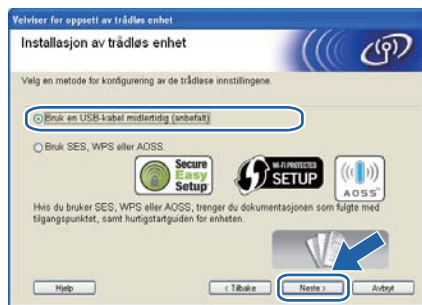 Veiviser for oppsett av trådløs enhet
Installasjon av trådløs enhet
Velg en metode for konfigurering av de trådløse innstillingene.
Bruk en USB-kabel midlertidig (anbefalt)
Bruk SES, WPS eller AOSS.
Secure
Easy
Setup
WI-FI PROTECTED
SETUP
AOSS
Hvis du bruker SES, WPS eller AOSS, trenger du dokumentasjonen som fulgte med
tilgangspunktet, samt hurtigstartguiden for enheten.
Hjelp
< Tilbake
Neste >
Avbryt